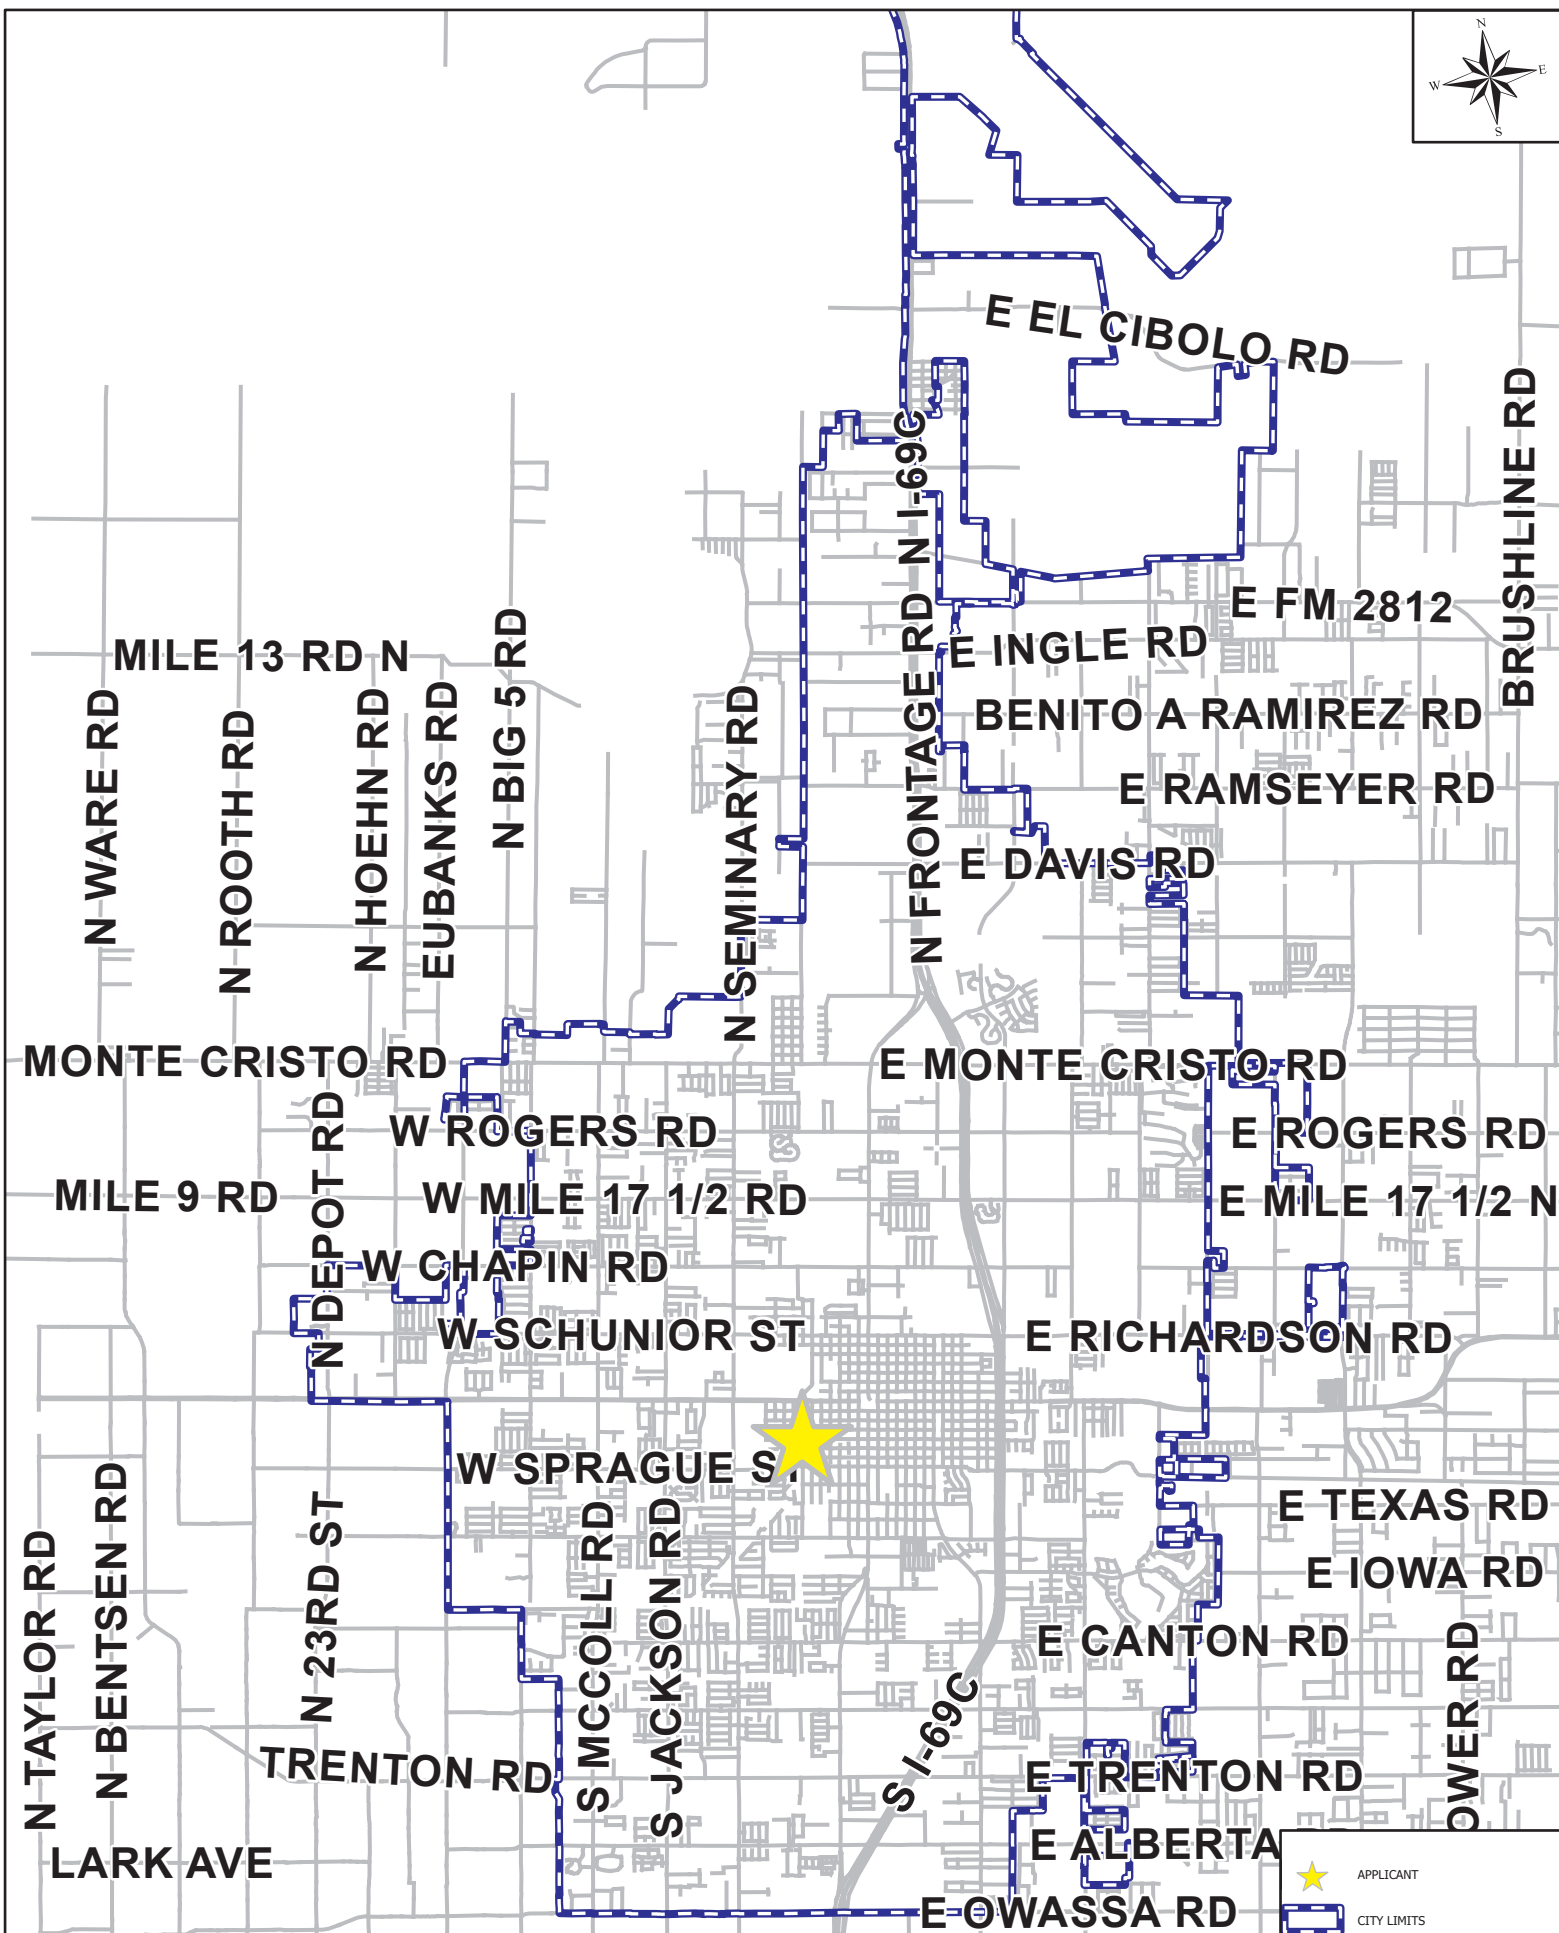 N
E
W
S
E EL CIBOLO RD
BRUSHLINE RD
N I-69C
E FM 2812
MILE 13 RD N
E INGLE RD
N WARE RD
N ROOTH RD
N HOEHN RD
EUBANKS RD
N BIG 5 RD
N SEMINARY RD
N FRONTAGE RD
BENITO A RAMIREZ RD
E RAMSEYER RD
E DAVIS RD
MONTE CRISTO RD
E MONTE CRISTO RD
N DEPOT RD
W ROGERS RD
E ROGERS RD
MILE 9 RD
W MILE 17 1/2 RD
E MILE 17 1/2 N
W CHAPIN RD
W SCHUNIOR ST
E RICHARDSON RD
W SPRAGUE ST
E TEXAS RD
N TAYLOR RD
N BENTSEN RD
N 23RD ST
S MCCOLL RD
S JACKSON RD
E IOWA RD
E CANTON RD
OWER RD
S I-69C
TRENTON RD
E TRENTON RD
E ALBERTA
LARK AVE
E OWASSA RD
APPLICANT
CITY LIMITS